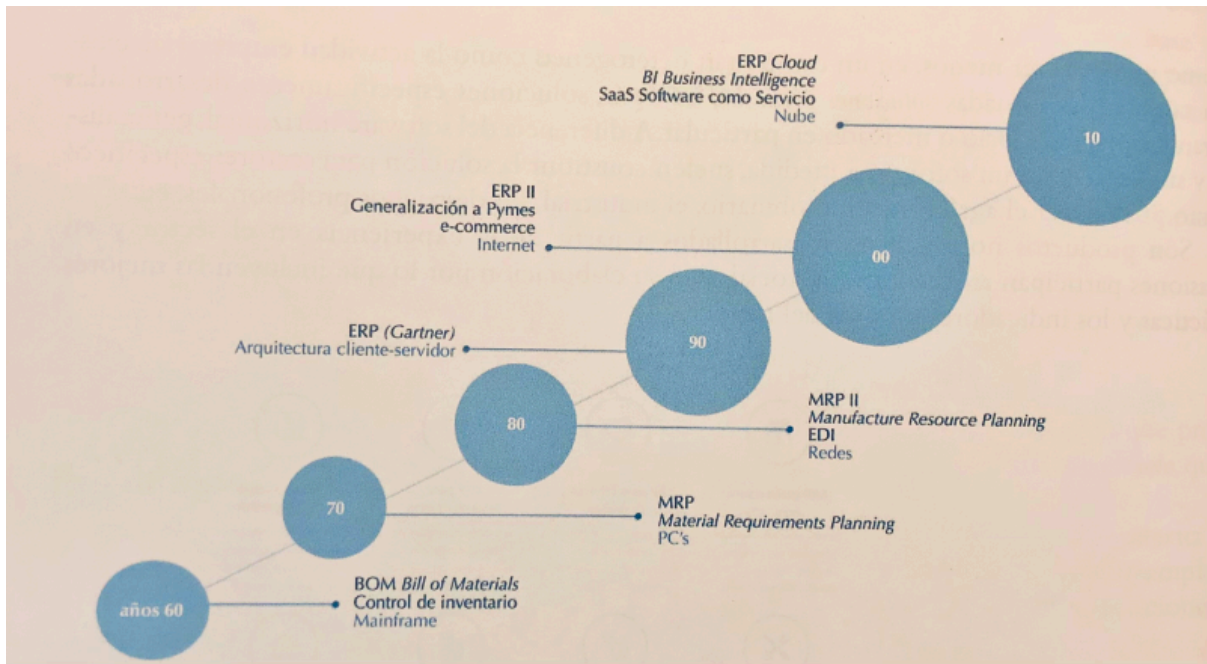 ERP Cloud
BI Business Intelligence
SaaS Software como Servicio
Nube
10
ERP II
Generalización a Pymes
e-commerce
Internet
00
ERP (Gartner)
Arquitectura cliente-servidor
90
80
MRP II
Manufacture Resource Planning
EDI
Redes
70
MRP
Material Requirements Planning
PC's
años 60
BOM Bill of Materials
Control de inventario
Mainframe